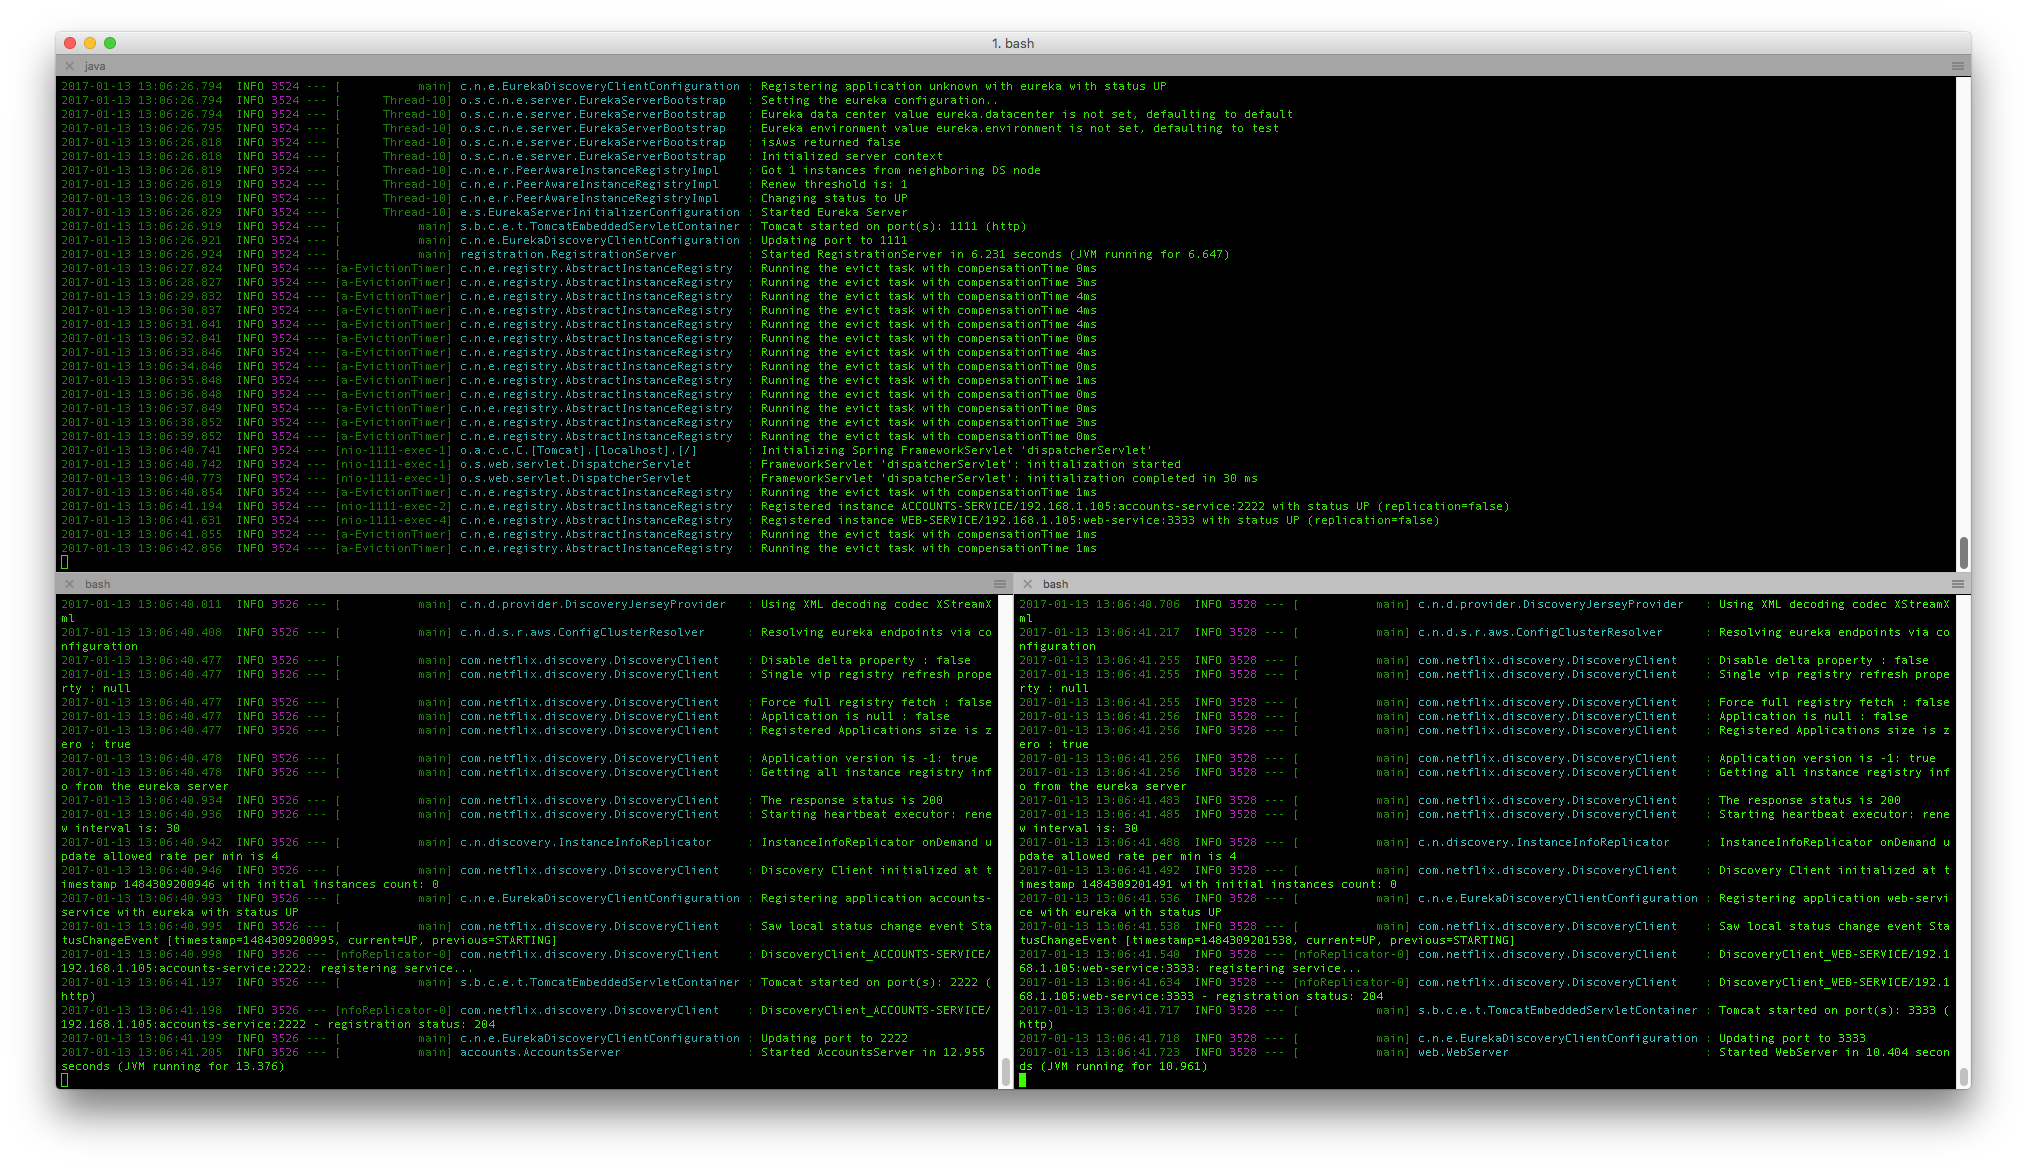 1. bash
java
2017-01-13 13:06:26.794  INFO 3524 --- [           main] c.n.e.EurekaDiscoveryClientConfiguration : Registering application unknown with eureka with status UP
2017-01-13 13:06:26.794  INFO 3524 --- [      Thread-10] o.s.c.n.e.server.EurekaServerBootstrap   : Setting the eureka configuration..
2017-01-13 13:06:26.794  INFO 3524 --- [      Thread-10] o.s.c.n.e.server.EurekaServerBootstrap   : Eureka data center value eureka.datacenter is not set, defaulting to default
2017-01-13 13:06:26.795  INFO 3524 --- [      Thread-10] o.s.c.n.e.server.EurekaServerBootstrap   : Eureka environment value eureka.environment is not set, defaulting to test
2017-01-13 13:06:26.818  INFO 3524 --- [      Thread-10] o.s.c.n.e.server.EurekaServerBootstrap   : isAws returned false
2017-01-13 13:06:26.818  INFO 3524 --- [      Thread-10] o.s.c.n.e.server.EurekaServerBootstrap   : Initialized server context
2017-01-13 13:06:26.819  INFO 3524 --- [      Thread-10] c.n.e.r.PeerAwareInstanceRegistryImpl    : Got 1 instances from neighboring DS node
2017-01-13 13:06:26.819  INFO 3524 --- [      Thread-10] c.n.e.r.PeerAwareInstanceRegistryImpl    : Renew threshold is: 1
2017-01-13 13:06:26.819  INFO 3524 --- [      Thread-10] c.n.e.r.PeerAwareInstanceRegistryImpl    : Changing status to UP
2017-01-13 13:06:26.829  INFO 3524 --- [      Thread-10] e.s.EurekaServerInitializerConfiguration : Started Eureka Server
2017-01-13 13:06:26.919  INFO 3524 --- [           main] s.b.c.e.t.TomcatEmbeddedServletContainer : Tomcat started on port(s): 1111 (http)
2017-01-13 13:06:26.921  INFO 3524 --- [           main] c.n.e.EurekaDiscoveryClientConfiguration : Updating port to 1111
2017-01-13 13:06:26.924  INFO 3524 --- [           main] registration.RegistrationServer          : Started RegistrationServer in 6.231 seconds (JVM running for 6.647)
2017-01-13 13:06:27.824  INFO 3524 --- [a-EvictionTimer] c.n.e.registry.AbstractInstanceRegistry  : Running the evict task with compensationTime 0ms
2017-01-13 13:06:28.827  INFO 3524 --- [a-EvictionTimer] c.n.e.registry.AbstractInstanceRegistry  : Running the evict task with compensationTime 3ms
2017-01-13 13:06:29.832  INFO 3524 --- [a-EvictionTimer] c.n.e.registry.AbstractInstanceRegistry  : Running the evict task with compensationTime 4ms
2017-01-13 13:06:30.837  INFO 3524 --- [a-EvictionTimer] c.n.e.registry.AbstractInstanceRegistry  : Running the evict task with compensationTime 4ms
2017-01-13 13:06:31.841  INFO 3524 --- [a-EvictionTimer] c.n.e.registry.AbstractInstanceRegistry  : Running the evict task with compensationTime 4ms
2017-01-13 13:06:32.841  INFO 3524 --- [a-EvictionTimer] c.n.e.registry.AbstractInstanceRegistry  : Running the evict task with compensationTime 0ms
2017-01-13 13:06:33.846  INFO 3524 --- [a-EvictionTimer] c.n.e.registry.AbstractInstanceRegistry  : Running the evict task with compensationTime 4ms
2017-01-13 13:06:34.846  INFO 3524 --- [a-EvictionTimer] c.n.e.registry.AbstractInstanceRegistry  : Running the evict task with compensationTime 0ms
2017-01-13 13:06:35.848  INFO 3524 --- [a-EvictionTimer] c.n.e.registry.AbstractInstanceRegistry  : Running the evict task with compensationTime 1ms
2017-01-13 13:06:36.848  INFO 3524 --- [a-EvictionTimer] c.n.e.registry.AbstractInstanceRegistry  : Running the evict task with compensationTime 0ms
2017-01-13 13:06:37.849  INFO 3524 --- [a-EvictionTimer] c.n.e.registry.AbstractInstanceRegistry  : Running the evict task with compensationTime 0ms
2017-01-13 13:06:38.852  INFO 3524 --- [a-EvictionTimer] c.n.e.registry.AbstractInstanceRegistry  : Running the evict task with compensationTime 3ms
2017-01-13 13:06:39.852  INFO 3524 --- [a-EvictionTimer] c.n.e.registry.AbstractInstanceRegistry  : Running the evict task with compensationTime 0ms
2017-01-13 13:06:40.741  INFO 3524 --- [nio-1111-exec-1] o.a.c.c.C.[Tomcat].[localhost].[/]       : Initializing Spring FrameworkServlet 'dispatcherServlet'
2017-01-13 13:06:40.742  INFO 3524 --- [nio-1111-exec-1] o.s.web.servlet.DispatcherServlet        : FrameworkServlet 'dispatcherServlet': initialization started
2017-01-13 13:06:40.773  INFO 3524 --- [nio-1111-exec-1] o.s.web.servlet.DispatcherServlet        : FrameworkServlet 'dispatcherServlet': initialization completed in 30 ms
2017-01-13 13:06:40.854  INFO 3524 --- [a-EvictionTimer] c.n.e.registry.AbstractInstanceRegistry  : Running the evict task with compensationTime 1ms
2017-01-13 13:06:41.194  INFO 3524 --- [nio-1111-exec-2] c.n.e.registry.AbstractInstanceRegistry  : Registered instance ACCOUNTS-SERVICE/192.168.1.105:accounts-service:2222 with status UP (replication=false)
2017-01-13 13:06:41.631  INFO 3524 --- [nio-1111-exec-4] c.n.e.registry.AbstractInstanceRegistry  : Registered instance WEB-SERVICE/192.168.1.105:web-service:3333 with status UP (replication=false)
2017-01-13 13:06:41.855  INFO 3524 --- [a-EvictionTimer] c.n.e.registry.AbstractInstanceRegistry  : Running the evict task with compensationTime 1ms
2017-01-13 13:06:42.856  INFO 3524 --- [a-EvictionTimer] c.n.e.registry.AbstractInstanceRegistry  : Running the evict task with compensationTime 1ms
bash
2017-01-13 13:06:40.011  INFO 3526 --- [           main] c.n.d.provider.DiscoveryJerseyProvider   : Using XML decoding codec XStreamX
ml
2017-01-13 13:06:40.408  INFO 3526 --- [           main] c.n.d.s.r.aws.ConfigClusterResolver      : Resolving eureka endpoints via co
nfiguration
2017-01-13 13:06:40.477  INFO 3526 --- [           main] com.netflix.discovery.DiscoveryClient    : Disable delta property : false
2017-01-13 13:06:40.477  INFO 3526 --- [           main] com.netflix.discovery.DiscoveryClient    : Single vip registry refresh prope
rty : null
2017-01-13 13:06:40.477  INFO 3526 --- [           main] com.netflix.discovery.DiscoveryClient    : Force full registry fetch : false
2017-01-13 13:06:40.477  INFO 3526 --- [           main] com.netflix.discovery.DiscoveryClient    : Application is null : false
2017-01-13 13:06:40.477  INFO 3526 --- [           main] com.netflix.discovery.DiscoveryClient    : Registered Applications size is z
ero : true
2017-01-13 13:06:40.478  INFO 3526 --- [           main] com.netflix.discovery.DiscoveryClient    : Application version is -1: true
2017-01-13 13:06:40.478  INFO 3526 --- [           main] com.netflix.discovery.DiscoveryClient    : Getting all instance registry inf
o from the eureka server
2017-01-13 13:06:40.934  INFO 3526 --- [           main] com.netflix.discovery.DiscoveryClient    : The response status is 200
2017-01-13 13:06:40.936  INFO 3526 --- [           main] com.netflix.discovery.DiscoveryClient    : Starting heartbeat executor: rene
w interval is: 30
2017-01-13 13:06:40.942  INFO 3526 --- [           main] c.n.discovery.InstanceInfoReplicator     : InstanceInfoReplicator onDemand u
pdate allowed rate per min is 4
2017-01-13 13:06:40.946  INFO 3526 --- [           main] com.netflix.discovery.DiscoveryClient    : Discovery Client initialized at t
imestamp 1484309200946 with initial instances count: 0
2017-01-13 13:06:40.993  INFO 3526 --- [           main] c.n.e.EurekaDiscoveryClientConfiguration : Registering application accounts-
service with eureka with status UP
2017-01-13 13:06:40.995  INFO 3526 --- [           main] com.netflix.discovery.DiscoveryClient    : Saw local status change event Sta
tusChangeEvent [timestamp=1484309200995, current=UP, previous=STARTING]
2017-01-13 13:06:40.998  INFO 3526 --- [nfoReplicator-0] com.netflix.discovery.DiscoveryClient    : DiscoveryClient_ACCOUNTS-SERVICE/
192.168.1.105:accounts-service:2222: registering service...
2017-01-13 13:06:41.197  INFO 3526 --- [           main] s.b.c.e.t.TomcatEmbeddedServletContainer : Tomcat started on port(s): 2222 (
http)
2017-01-13 13:06:41.198  INFO 3526 --- [nfoReplicator-0] com.netflix.discovery.DiscoveryClient    : DiscoveryClient_ACCOUNTS-SERVICE/
192.168.1.105:accounts-service:2222 - registration status: 204
2017-01-13 13:06:41.199  INFO 3526 --- [           main] c.n.e.EurekaDiscoveryClientConfiguration : Updating port to 2222
2017-01-13 13:06:41.205  INFO 3526 --- [           main] accounts.AccountsServer                  : Started AccountsServer in 12.955
seconds (JVM running for 13.376)
bash
2017-01-13 13:06:40.706  INFO 3528 --- [           main] c.n.d.provider.DiscoveryJerseyProvider   : Using XML decoding codec XStreamX
ml
2017-01-13 13:06:41.217  INFO 3528 --- [           main] c.n.d.s.r.aws.ConfigClusterResolver      : Resolving eureka endpoints via co
nfiguration
2017-01-13 13:06:41.255  INFO 3528 --- [           main] com.netflix.discovery.DiscoveryClient    : Disable delta property : false
2017-01-13 13:06:41.255  INFO 3528 --- [           main] com.netflix.discovery.DiscoveryClient    : Single vip registry refresh prope
rty : null
2017-01-13 13:06:41.255  INFO 3528 --- [           main] com.netflix.discovery.DiscoveryClient    : Force full registry fetch : false
2017-01-13 13:06:41.256  INFO 3528 --- [           main] com.netflix.discovery.DiscoveryClient    : Application is null : false
2017-01-13 13:06:41.256  INFO 3528 --- [           main] com.netflix.discovery.DiscoveryClient    : Registered Applications size is z
ero : true
2017-01-13 13:06:41.256  INFO 3528 --- [           main] com.netflix.discovery.DiscoveryClient    : Application version is -1: true
2017-01-13 13:06:41.256  INFO 3528 --- [           main] com.netflix.discovery.DiscoveryClient    : Getting all instance registry inf
o from the eureka server
2017-01-13 13:06:41.483  INFO 3528 --- [           main] com.netflix.discovery.DiscoveryClient    : The response status is 200
2017-01-13 13:06:41.485  INFO 3528 --- [           main] com.netflix.discovery.DiscoveryClient    : Starting heartbeat executor: rene
w interval is: 30
2017-01-13 13:06:41.488  INFO 3528 --- [           main] c.n.discovery.InstanceInfoReplicator     : InstanceInfoReplicator onDemand u
pdate allowed rate per min is 4
2017-01-13 13:06:41.492  INFO 3528 --- [           main] com.netflix.discovery.DiscoveryClient    : Discovery Client initialized at t
imestamp 1484309201491 with initial instances count: 0
2017-01-13 13:06:41.536  INFO 3528 --- [           main] c.n.e.EurekaDiscoveryClientConfiguration : Registering application web-servi
ce with eureka with status UP
2017-01-13 13:06:41.538  INFO 3528 --- [           main] com.netflix.discovery.DiscoveryClient    : Saw local status change event Sta
tusChangeEvent [timestamp=1484309201538, current=UP, previous=STARTING]
2017-01-13 13:06:41.540  INFO 3528 --- [nfoReplicator-0] com.netflix.discovery.DiscoveryClient    : DiscoveryClient_WEB-SERVICE/192.1
68.1.105:web-service:3333: registering service...
2017-01-13 13:06:41.634  INFO 3528 --- [nfoReplicator-0] com.netflix.discovery.DiscoveryClient    : DiscoveryClient_WEB-SERVICE/192.1
68.1.105:web-service:3333 - registration status: 204
2017-01-13 13:06:41.717  INFO 3528 --- [           main] s.b.c.e.t.TomcatEmbeddedServletContainer : Tomcat started on port(s): 3333 (
http)
2017-01-13 13:06:41.718  INFO 3528 --- [           main] c.n.e.EurekaDiscoveryClientConfiguration : Updating port to 3333
2017-01-13 13:06:41.723  INFO 3528 --- [           main] web.WebServer                            : Started WebServer in 10.404 secon
ds (JVM running for 10.961)